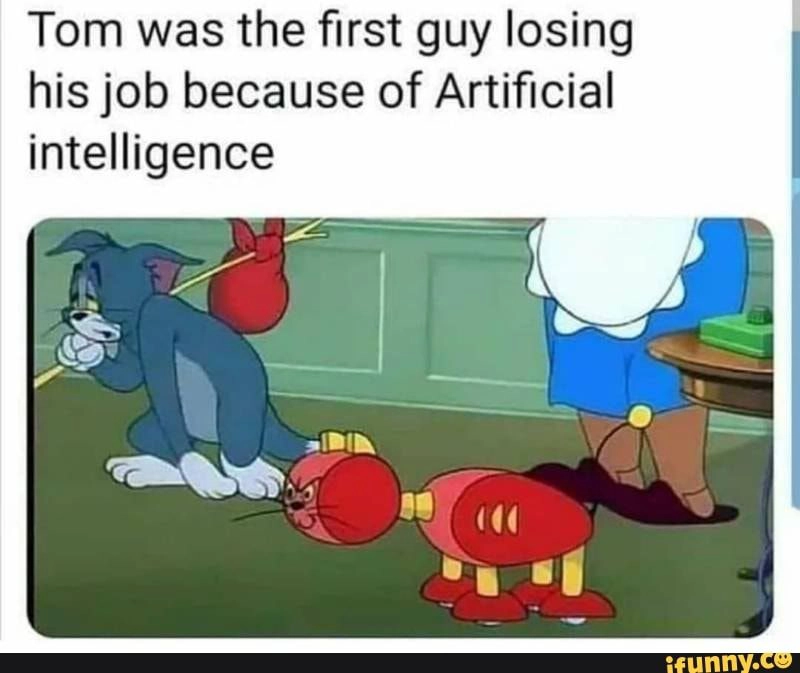 Tom was the first guy losing
his job because of Artificial
intelligence
ifunny.co